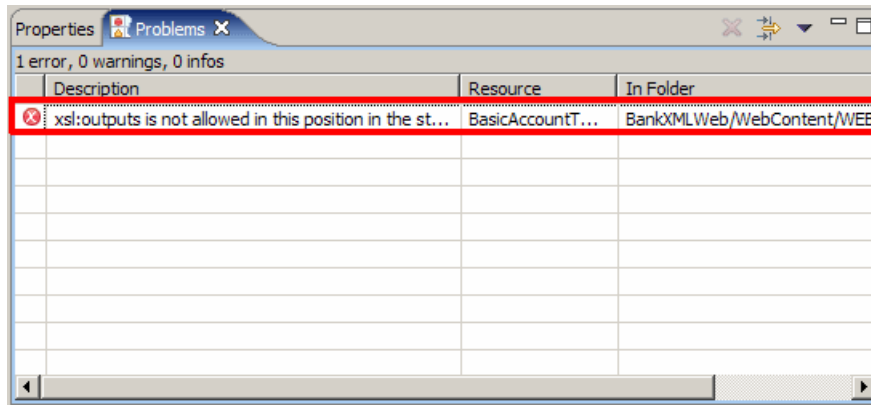 Properties Problems
1 error, 0 warnings, 0 infos
Description Resource In Folder
xsl:outputs is not allowed in this position in the st... BasicAccountT... BankXMLWeb/WebContent/WEB